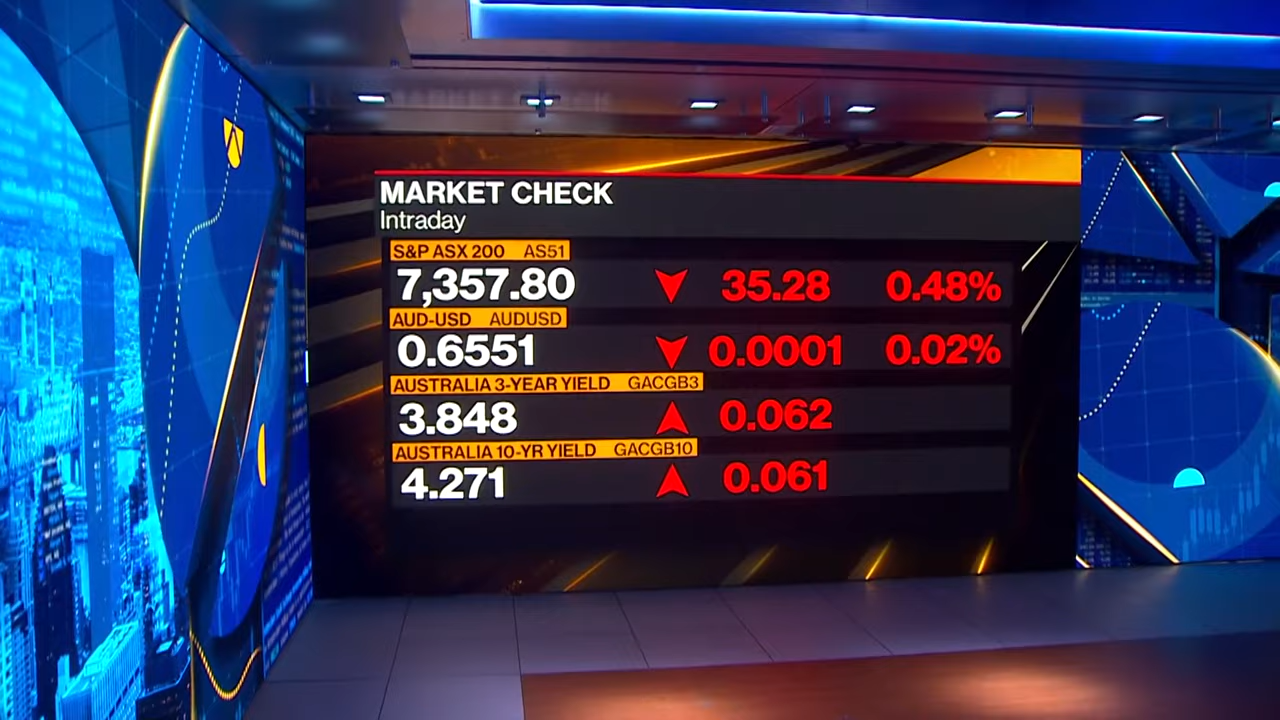 MARKET CHECK
Intraday
S&P ASX 200 AS51
7,357.80 ▼ 35.28 0.48%
AUD-USD AUDUSD
0.6551 ▼ 0.0001 0.02%
AUSTRALIA 3-YEAR YIELD GACGB3
3.848 ▲ 0.062
AUSTRALIA 10-YR YIELD GACGB10
4.271 ▲ 0.061